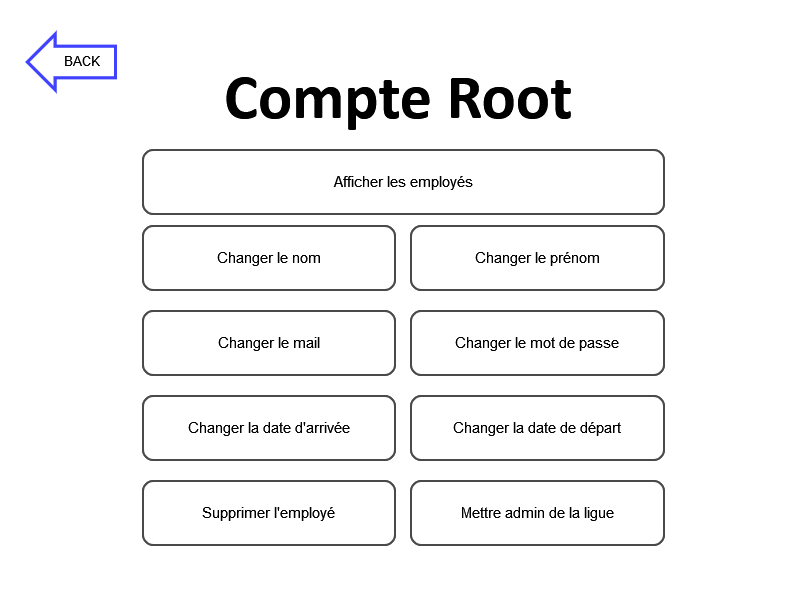 BACK
Compte Root
Afficher les employés
Changer le nom
Changer le prénom
Changer le mail
Changer le mot de passe
Changer la date d'arrivée
Changer la date de départ
Supprimer l'employé
Mettre admin de la ligue